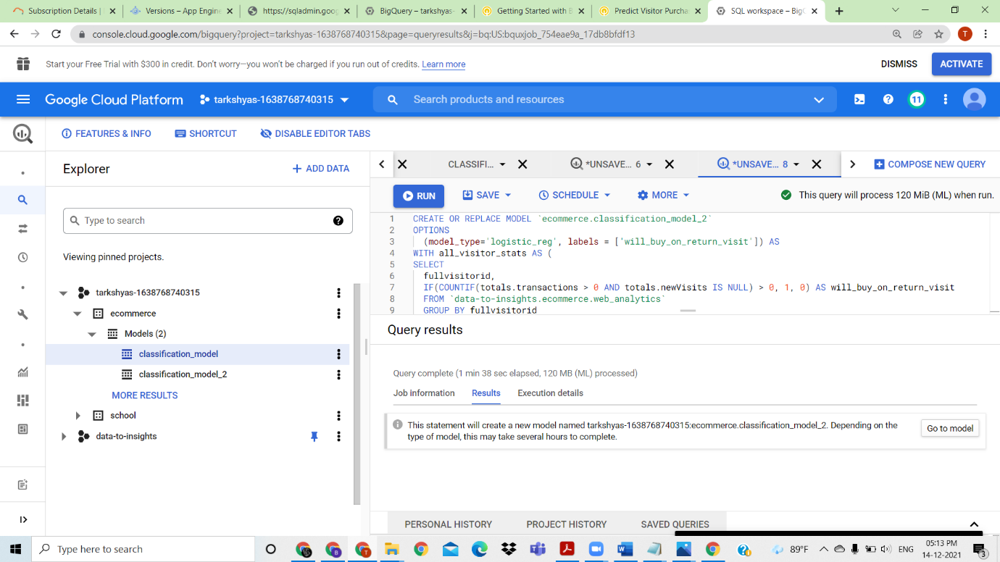 Subscription Details |
Versions – App Engine
https://sqladmin.goog
BigQuery – tarkshyas-
Getting Started with B
Predict Visitor Purcha
SQL workspace – Big
console.cloud.google.com/bigquery?project=tarkshyas-1638768740315&page=queryresults&j=bq:US:bquxjob_754eae9a_17db8bfdf13
T
Start your Free Trial with $300 in credit. Don't worry—you won't be charged if you run out of credits. Learn more
DISMISS
ACTIVATE
Google Cloud Platform
tarkshyas-1638768740315
Search products and resources
11
FEATURES & INFO
SHORTCUT
DISABLE EDITOR TABS
Explorer
+ ADD DATA
CLASSIFI...
*UNSAVE... 6
*UNSAVE... 8
COMPOSE NEW QUERY
RUN
SAVE
SCHEDULE
MORE
This query will process 120 MiB (ML) when run.
Type to search
Viewing pinned projects.
tarkshyas-1638768740315
ecommerce
Models (2)
classification_model
classification_model_2
MORE RESULTS
school
data-to-insights
1 CREATE OR REPLACE MODEL `ecommerce.classification_model_2`
2 OPTIONS
3 (model_type='logistic_reg', labels = ['will_buy_on_return_visit']) AS
4 WITH all_visitor_stats AS (
5 SELECT
6 fullvisitorid,
7 IF(COUNTIF(totals.transactions > 0 AND totals.newVisits IS NULL) > 0, 1, 0) AS will_buy_on_return_visit
8 FROM `data-to-insights.ecommerce.web_analytics`
9 GROUP BY fullvisitorid
Query results
Query complete (1 min 38 sec elapsed, 120 MB (ML) processed)
Job information
Results
Execution details
This statement will create a new model named tarkshyas-1638768740315:ecommerce.classification_model_2. Depending on the
type of model, this may take several hours to complete.
Go to model
PERSONAL HISTORY
PROJECT HISTORY
SAVED QUERIES
Type here to search
89°F
ENG
05:13 PM
14-12-2021
3